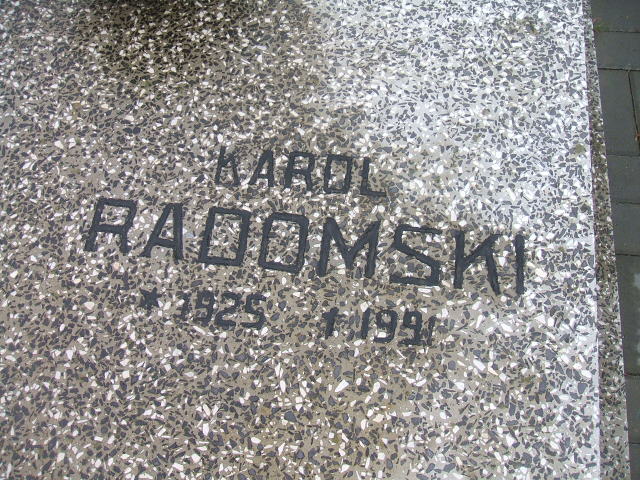 KAROL
RADOMSKI
* 1925 † 1991